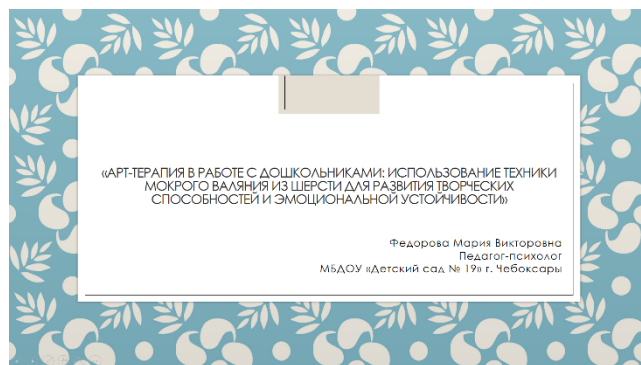 «АРТ-ТЕРАПИЯ В РАБОТЕ С ДОШКОЛЬНИКАМИ: ИСПОЛЬЗОВАНИЕ ТЕХНИКИ
МОКРОГО ВАЛЯНИЯ ИЗ ШЕРСТИ ДЛЯ РАЗВИТИЯ ТВОРЧЕСКИХ
СПОСОБНОСТЕЙ И ЭМОЦИОНАЛЬНОЙ УСТОЙЧИВОСТИ»
Федорова Мария Викторовна
Педагог-психолог
МБДОУ «Детский сад № 19» г. Чебоксары